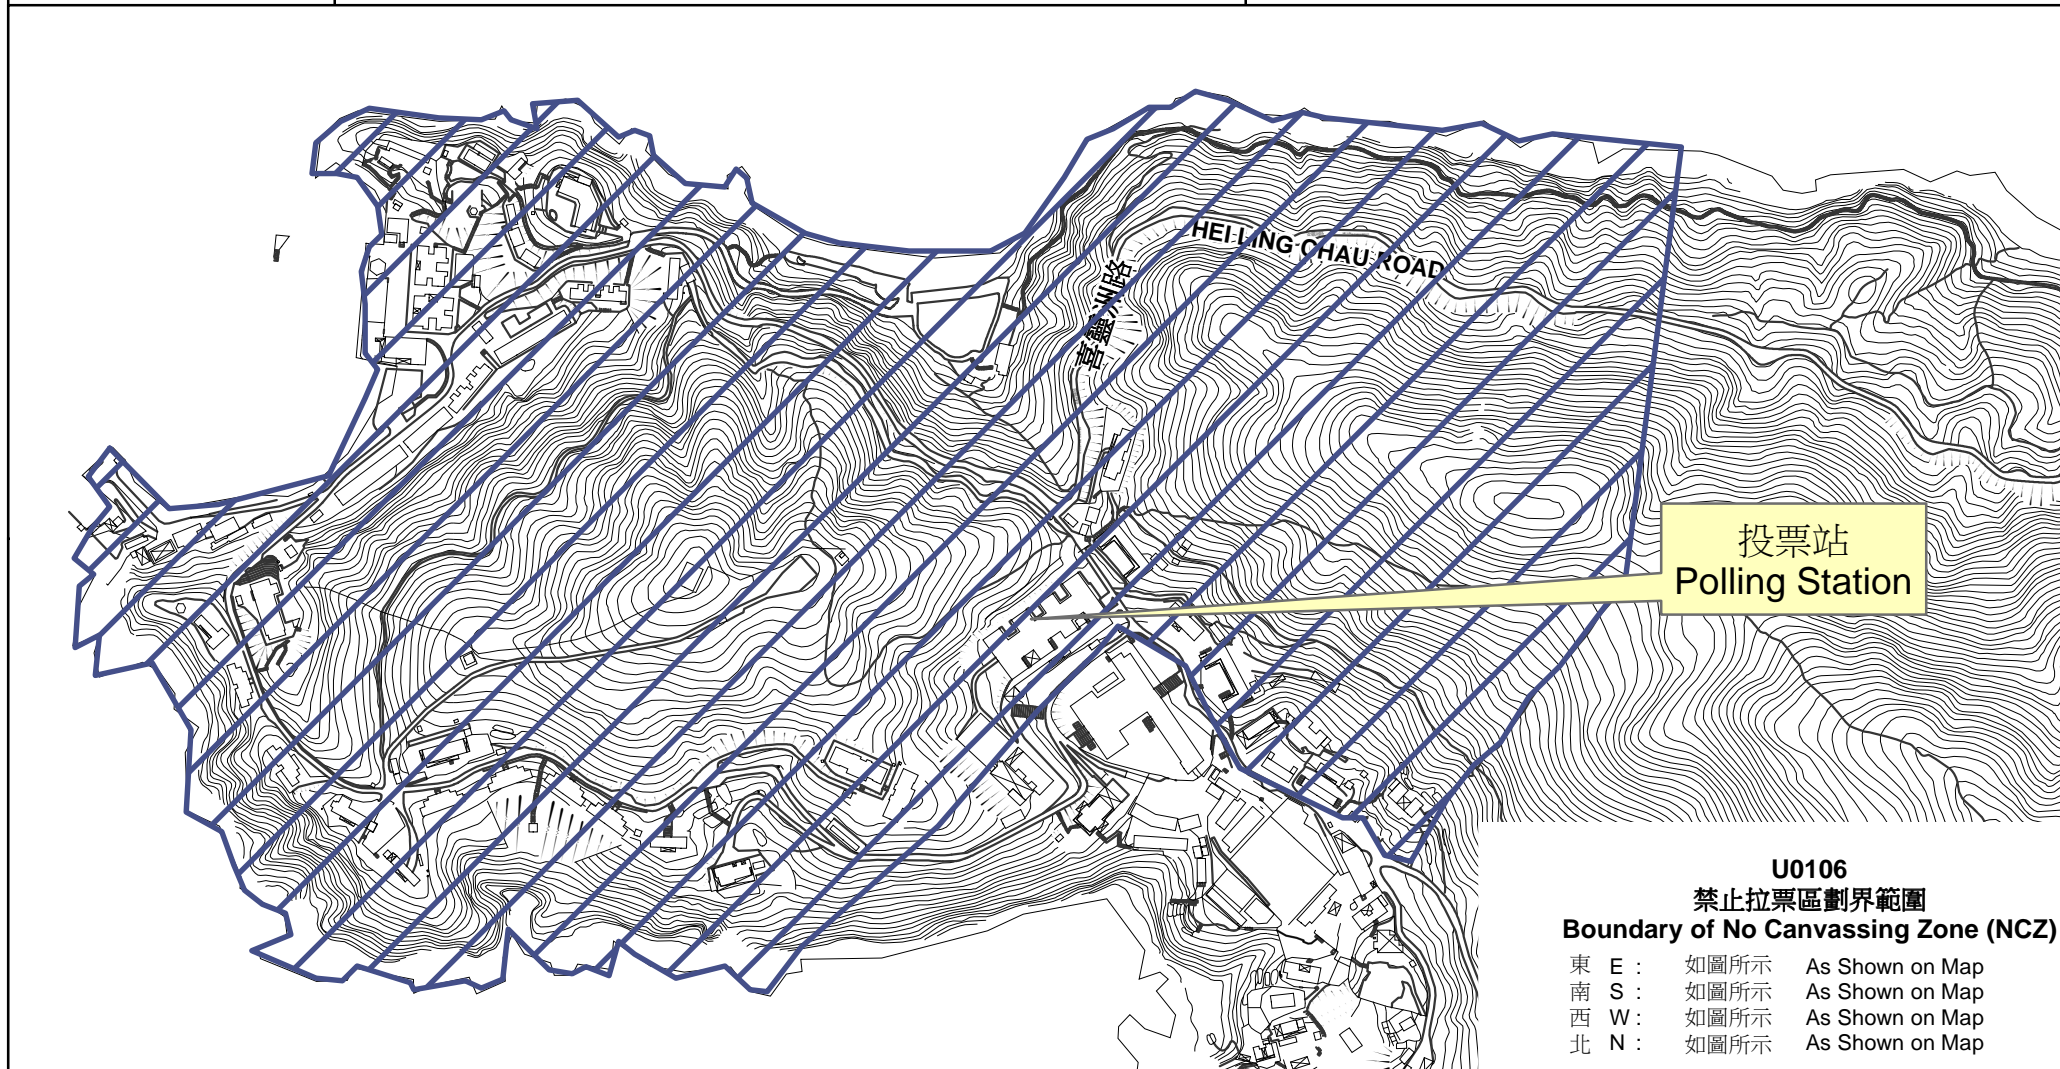 HEI LING CHAU ROAD
喜靈洲路
投票站
Polling Station
U0106
禁止拉票區劃界範圍
Boundary of No Canvassing Zone (NCZ)
東 E : 如圖所示 As Shown on Map
南 S : 如圖所示 As Shown on Map
西 W : 如圖所示 As Shown on Map
北 N : 如圖所示 As Shown on Map